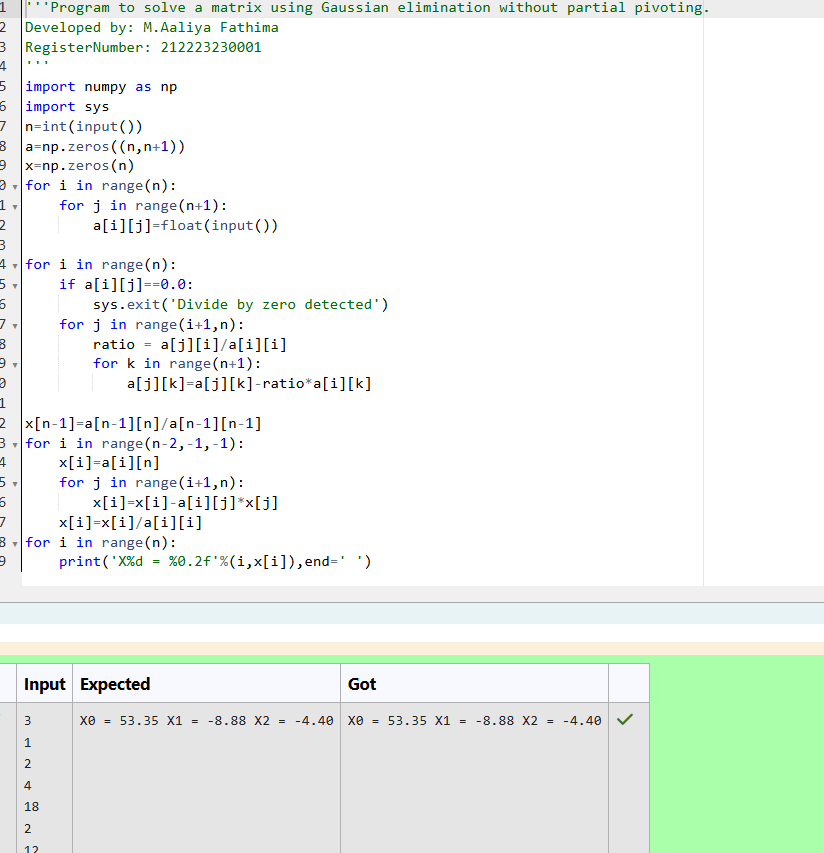 1 '''Program to solve a matrix using Gaussian elimination without partial pivoting.
2 Developed by: M.Aaliya Fathima
3 RegisterNumber: 212223230001
4 '''
5 import numpy as np
6 import sys
7 n=int(input())
8 a=np.zeros((n,n+1))
9 x=np.zeros(n)
0 for i in range(n):
1     for j in range(n+1):
2         a[i][j]=float(input())
3
4 for i in range(n):
5     if a[i][j]==0.0:
6         sys.exit('Divide by zero detected')
7     for j in range(i+1,n):
8         ratio = a[j][i]/a[i][i]
9         for k in range(n+1):
0             a[j][k]=a[j][k]-ratio*a[i][k]
1
2 x[n-1]=a[n-1][n]/a[n-1][n-1]
3 for i in range(n-2,-1,-1):
4     x[i]=a[i][n]
5     for j in range(i+1,n):
6         x[i]=x[i]-a[i][j]*x[j]
7     x[i]=x[i]/a[i][i]
8 for i in range(n):
9     print('X%d = %0.2f'%(i,x[i]),end=' ')
Input Expected Got
3 X0 = 53.35 X1 = -8.88 X2 = -4.40 X0 = 53.35 X1 = -8.88 X2 = -4.40
1
2
4
18
2
12